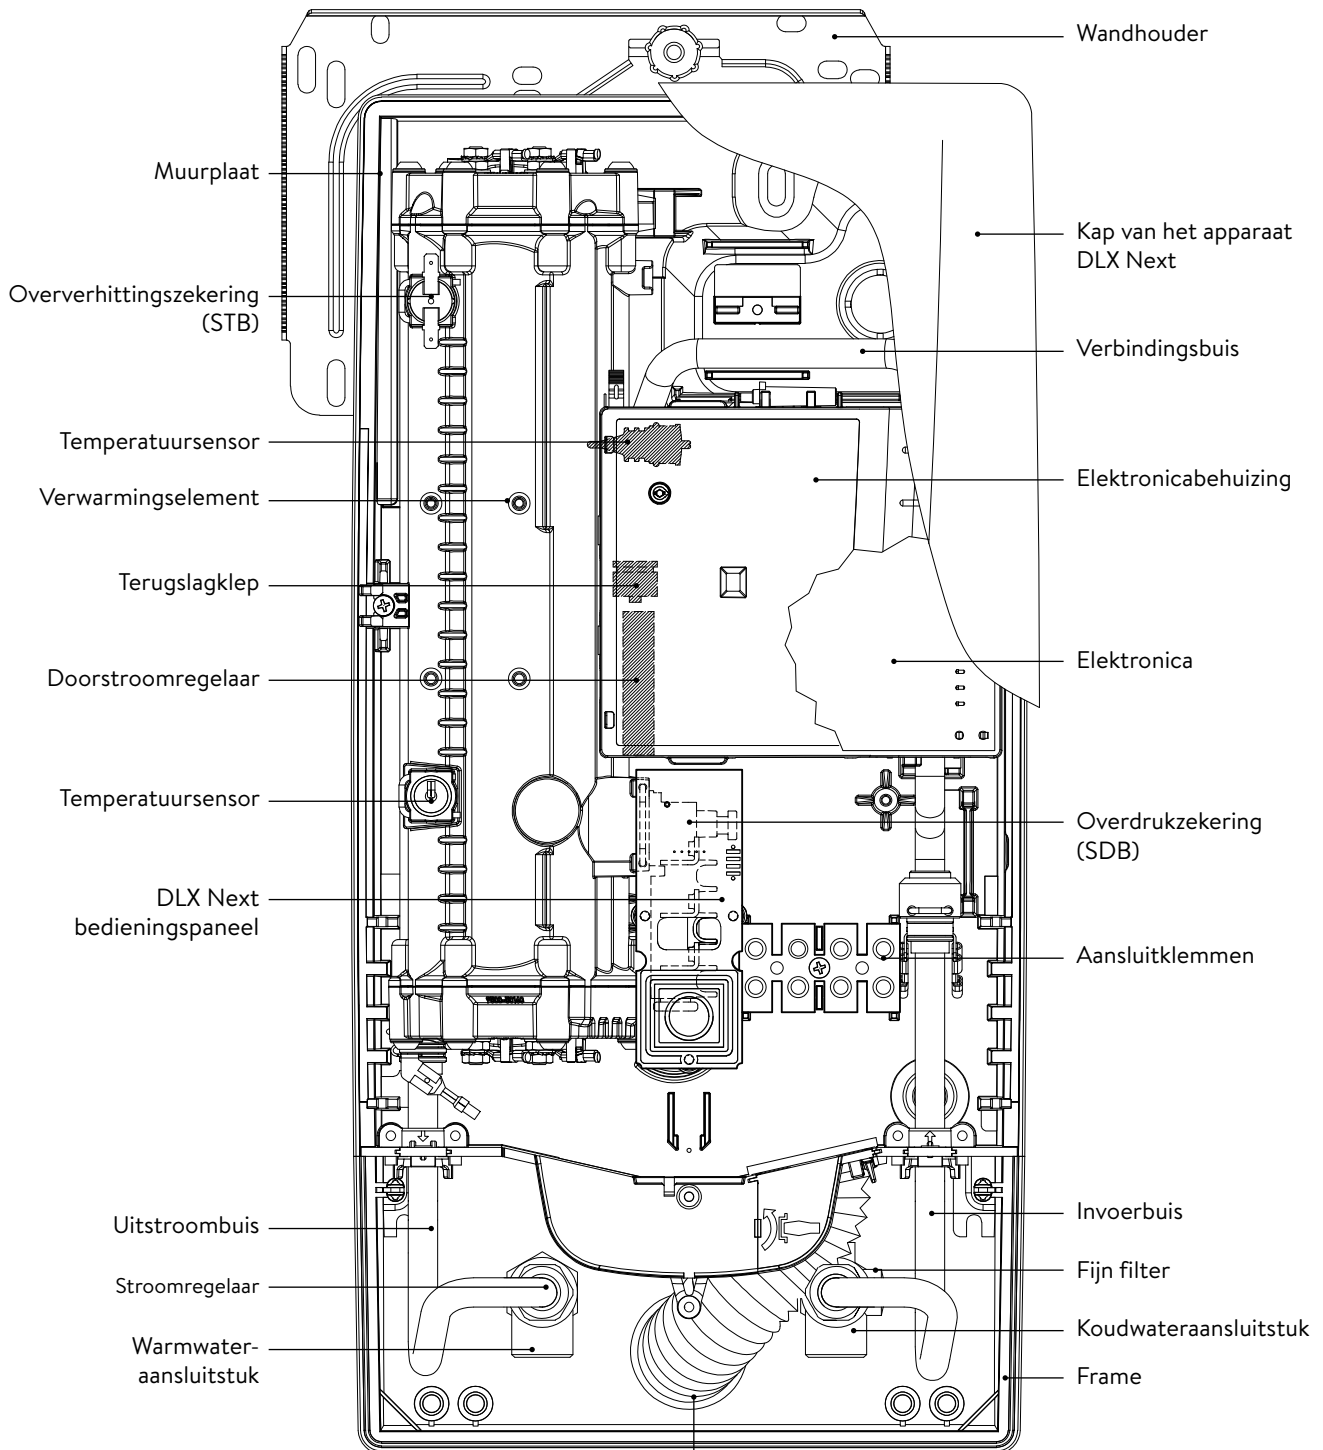 Wandhouder
Muurplaat
Kap van het apparaat
DLX Next
Oververhittingszekering
(STB)
Verbindingsbuis
Temperatuursensor
Elektronicabehuizing
Verwarmingselement
Terugslagklep
Elektronica
Doorstroomregelaar
Temperatuursensor
Overdrukzekering
(SDB)
DLX Next
bedieningspaneel
Aansluitklemmen
Uitstroombuis
Invoerbuis
Fijn filter
Stroomregelaar
Koudwateraansluitstuk
Warmwater-
aansluitstuk
Frame